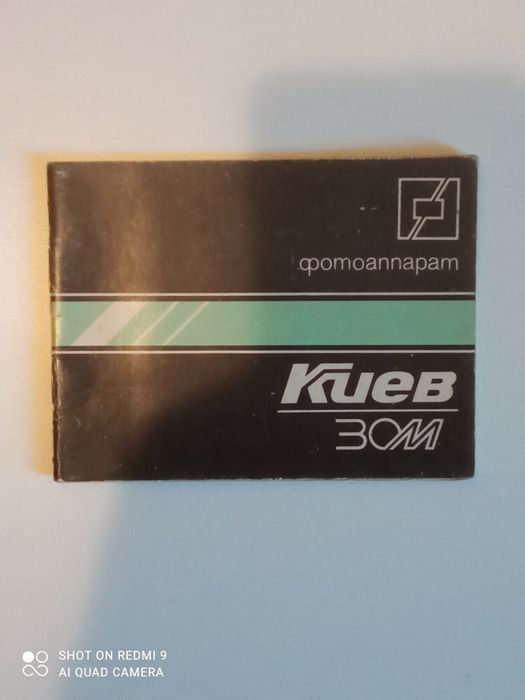 фотоаппарат
Киев
30М
SHOT ON REDMI 9
AI QUAD CAMERA